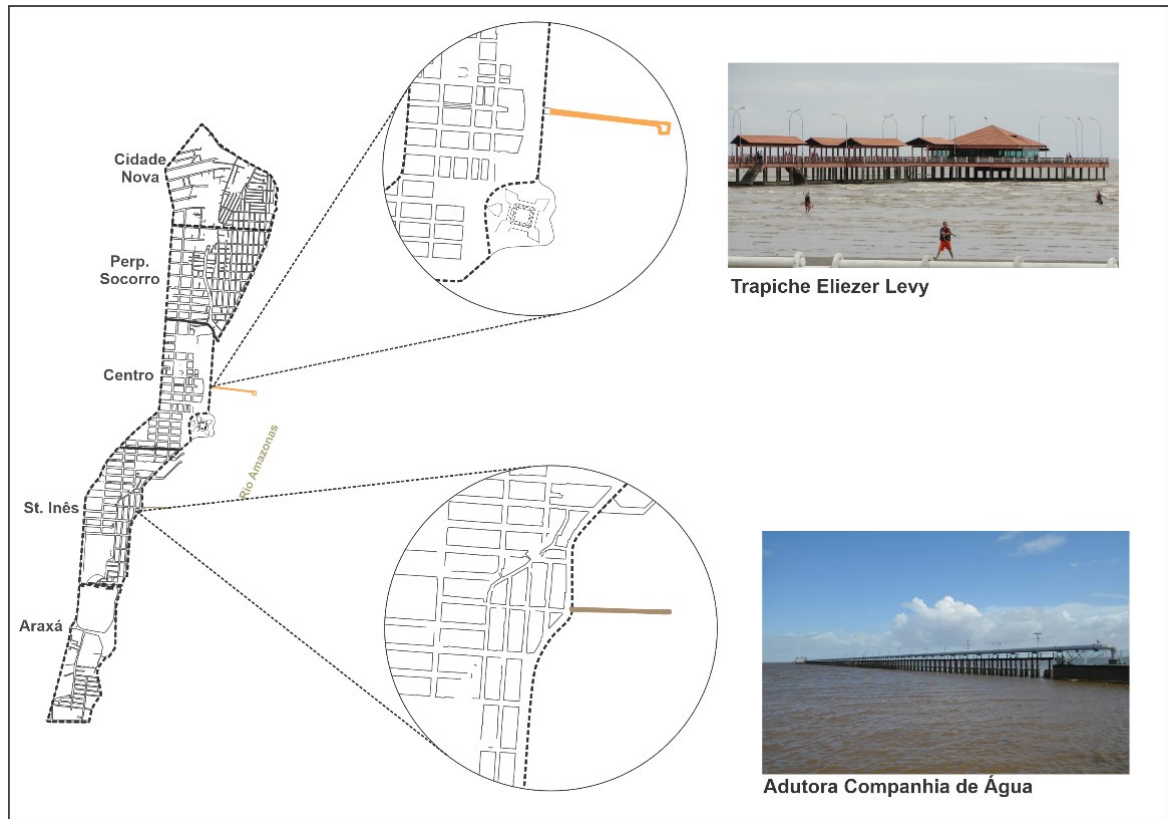 Cidade
Nova
Perp.
Socorro
Centro
St. Inês
Araxá
Rio Amazonas
Trapiche Eliezer Levy
Adutora Companhia de Água